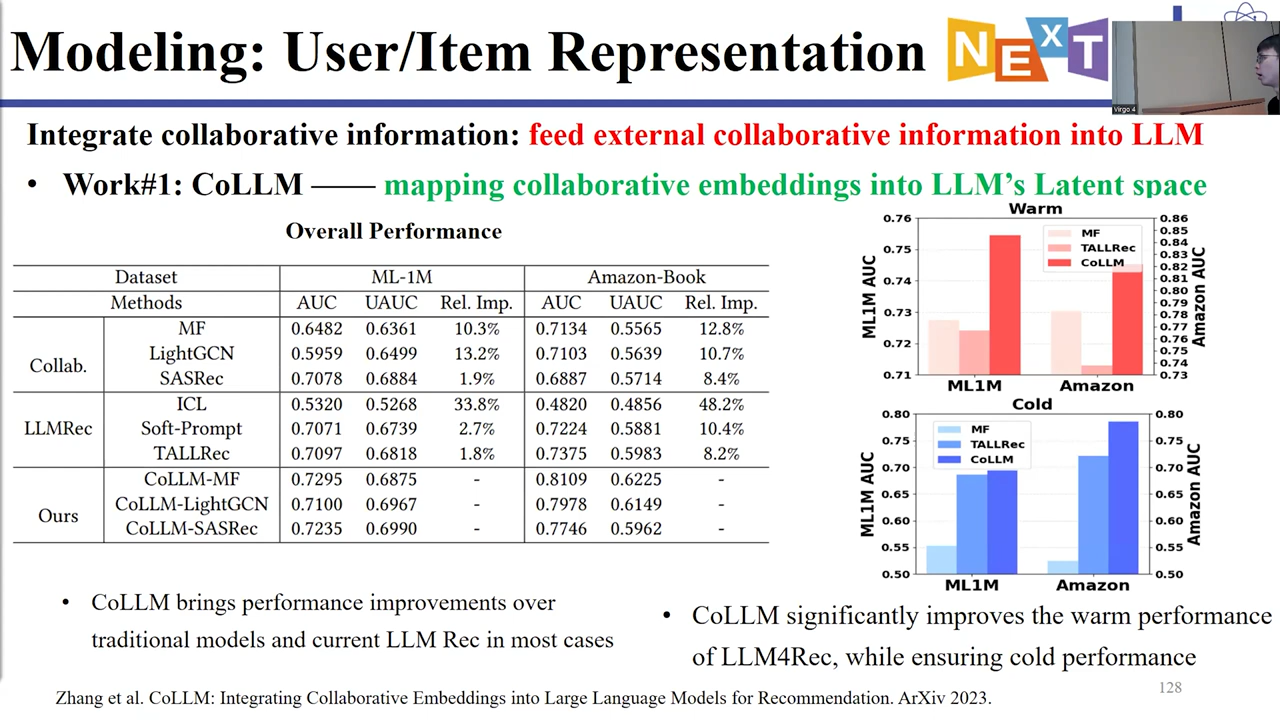 Modeling: User/Item Representation
NExT
Virgo 4
Integrate collaborative information: feed external collaborative information into LLM
• Work#1: CoLLM —— mapping collaborative embeddings into LLM's Latent space
Overall Performance
Dataset ML-1M Amazon-Book
Methods AUC UAUC Rel. Imp. AUC UAUC Rel. Imp.
Collab.
MF 0.6482 0.6361 10.3% 0.7134 0.5565 12.8%
LightGCN 0.5959 0.6499 13.2% 0.7103 0.5639 10.7%
SASRec 0.7078 0.6884 1.9% 0.6887 0.5714 8.4%
LLMRec
ICL 0.5320 0.5268 33.8% 0.4820 0.4856 48.2%
Soft-Prompt 0.7071 0.6739 2.7% 0.7224 0.5881 10.4%
TALLRec 0.7097 0.6818 1.8% 0.7375 0.5983 8.2%
Ours
CoLLM-MF 0.7295 0.6875 - 0.8109 0.6225 -
CoLLM-LightGCN 0.7100 0.6967 - 0.7978 0.6149 -
CoLLM-SASRec 0.7235 0.6990 - 0.7746 0.5962 -
Warm
ML1M AUC
0.76
0.75
0.74
0.73
0.72
0.71
MF
TALLRec
CoLLM
0.86
0.85
0.84
0.83
0.82
0.81
0.80
0.79
0.78
0.77
0.76
0.75
0.74
0.73
Amazon AUC
ML1M Amazon
Cold
ML1M AUC
0.80
0.75
0.70
0.65
0.60
0.55
0.50
MF
TALLRec
CoLLM
0.80
0.75
0.70
0.65
0.60
0.55
0.50
Amazon AUC
ML1M Amazon
• CoLLM brings performance improvements over
traditional models and current LLM Rec in most cases
• CoLLM significantly improves the warm performance
of LLM4Rec, while ensuring cold performance
Zhang et al. CoLLM: Integrating Collaborative Embeddings into Large Language Models for Recommendation. ArXiv 2023.
128